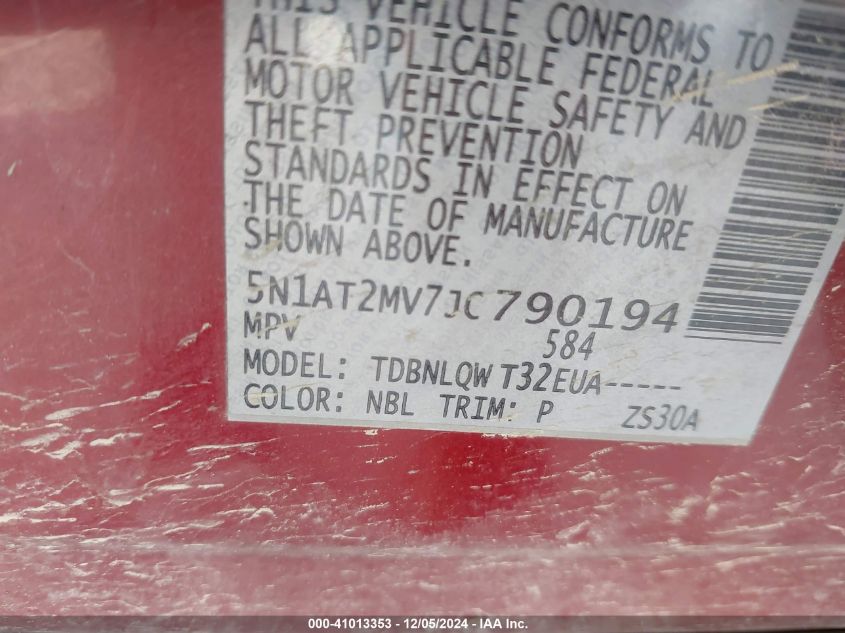 THIS VEHICLE CONFORMS TO
ALL APPLICABLE FEDERAL
MOTOR VEHICLE SAFETY AND
THEFT PREVENTION
STANDARDS IN EFFECT ON
THE DATE OF MANUFACTURE
SHOWN ABOVE.
5N1AT2MV7JC790194
MPV 584
MODEL: TDBNLQW T32EUA-----
COLOR: NBL TRIM: P ZS30A
000-41013353 - 12/05/2024 - IAA Inc.